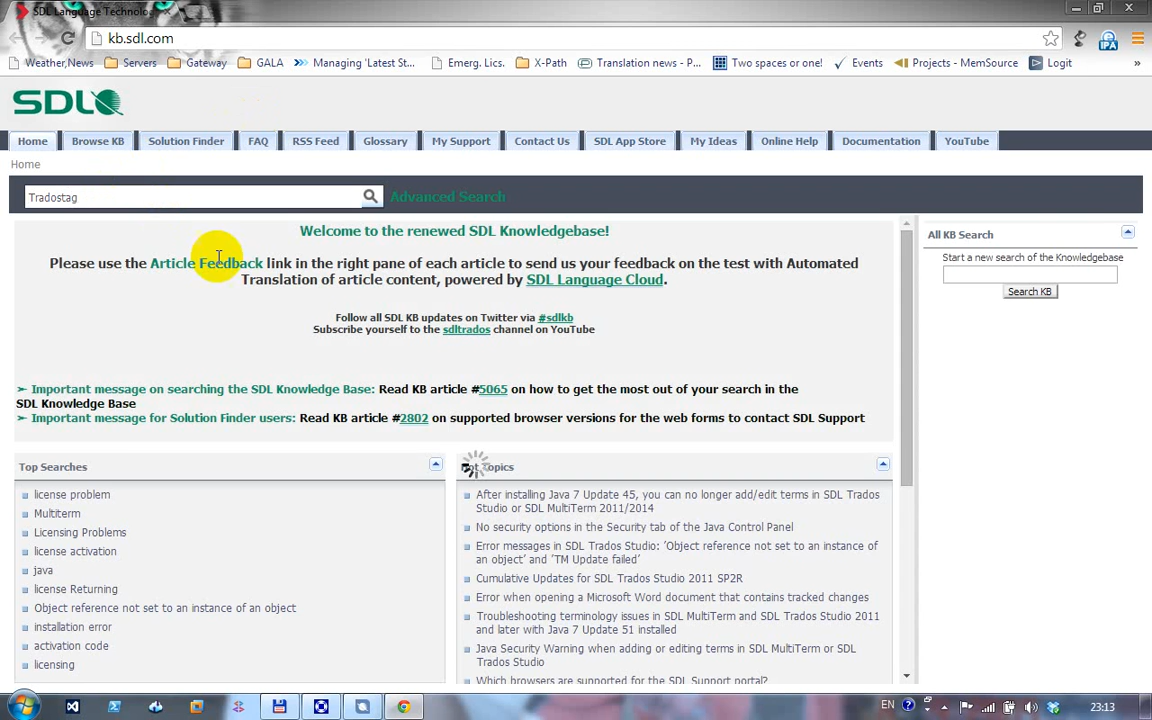 SDL Language Technolo
kb.sdl.com
IPA
Weather,News Servers Gateway GALA Managing 'Latest St... Emerg. Lics. X-Path Translation news - P... Two spaces or one! Events Projects - MemSource Logit »
SDL
Home Browse KB Solution Finder FAQ RSS Feed Glossary My Support Contact Us SDL App Store My Ideas Online Help Documentation YouTube
Home
Tradostag Advanced Search
Welcome to the renewed SDL Knowledgebase!
Please use the Article Feedback link in the right pane of each article to send us your feedback on the test with Automated
Translation of article content, powered by SDL Language Cloud.
Follow all SDL KB updates on Twitter via #sdlkb
Subscribe yourself to the sdltrados channel on YouTube
Important message on searching the SDL Knowledge Base: Read KB article #5065 on how to get the most out of your search in the
SDL Knowledge Base
Important message for Solution Finder users: Read KB article #2802 on supported browser versions for the web forms to contact SDL Support
All KB Search
Start a new search of the Knowledgebase
Search KB
Top Searches
license problem
Multiterm
Licensing Problems
license activation
java
license Returning
Object reference not set to an instance of an object
installation error
activation code
licensing
Hot Topics
After installing Java 7 Update 45, you can no longer add/edit terms in SDL Trados
Studio or SDL MultiTerm 2011/2014
No security options in the Security tab of the Java Control Panel
Error messages in SDL Trados Studio: 'Object reference not set to an instance of
an object' and 'TM Update failed'
Cumulative Updates for SDL Trados Studio 2011 SP2R
Error when opening a Microsoft Word document that contains tracked changes
Troubleshooting terminology issues in SDL MultiTerm and SDL Trados Studio 2011
and later with Java 7 Update 51 installed
Java Security Warning when adding or editing terms in SDL MultiTerm or SDL
Trados Studio
Which browsers are supported for the SDL Support portal?
EN 23:13